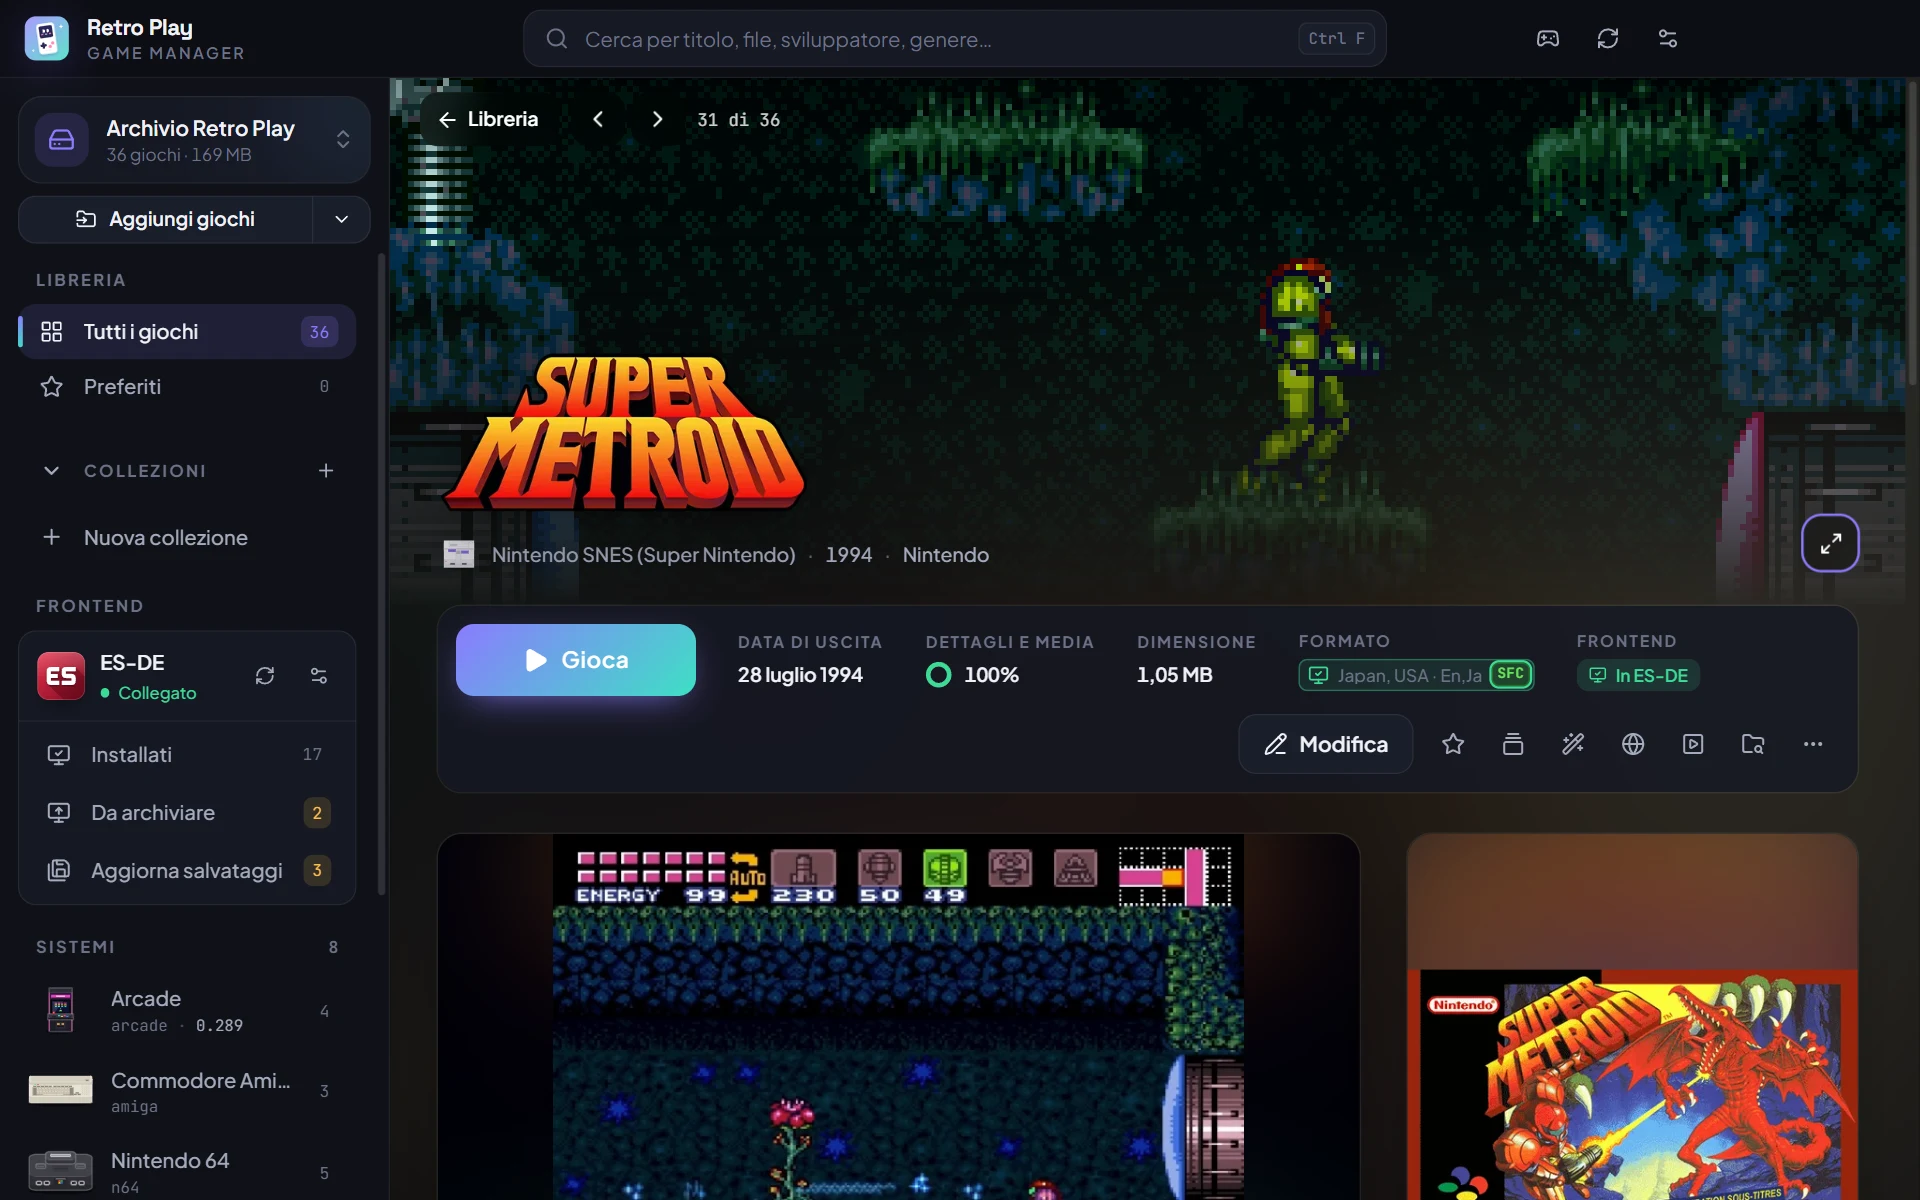 Retro Play
GAME MANAGER
Cerca per titolo, file, sviluppatore, genere...
Ctrl F
Archivio Retro Play
36 giochi · 169 MB
Aggiungi giochi
LIBRERIA
Tutti i giochi
36
Preferiti
0
COLLEZIONI
Nuova collezione
FRONTEND
ES
ES-DE
Collegato
Installati
17
Da archiviare
2
Aggiorna salvataggi
3
SISTEMI
8
Arcade
arcade · 0.289
4
Commodore Ami...
amiga
3
Nintendo 64
n64
5
Libreria
31 di 36
SUPER
METROID
Nintendo SNES (Super Nintendo) · 1994 · Nintendo
Gioca
DATA DI USCITA
28 luglio 1994
DETTAGLI E MEDIA
100%
DIMENSIONE
1,05 MB
FORMATO
Japan, USA · En,Ja
SFC
FRONTEND
In ES-DE
Modifica
ENERGY 99
AUTO
230
50
49
Nintendo
SUPER
METROID
TM